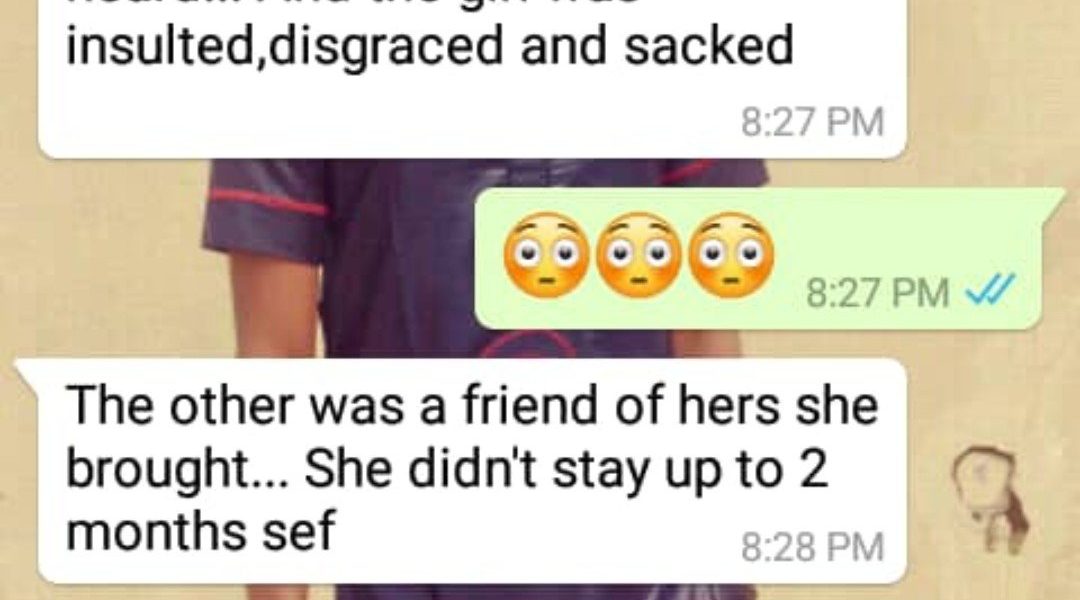 insulted,disgraced and sacked
8:27 PM
😳😳😳 8:27 PM
The other was a friend of hers she
brought... She didn't stay up to 2
months sef
8:28 PM